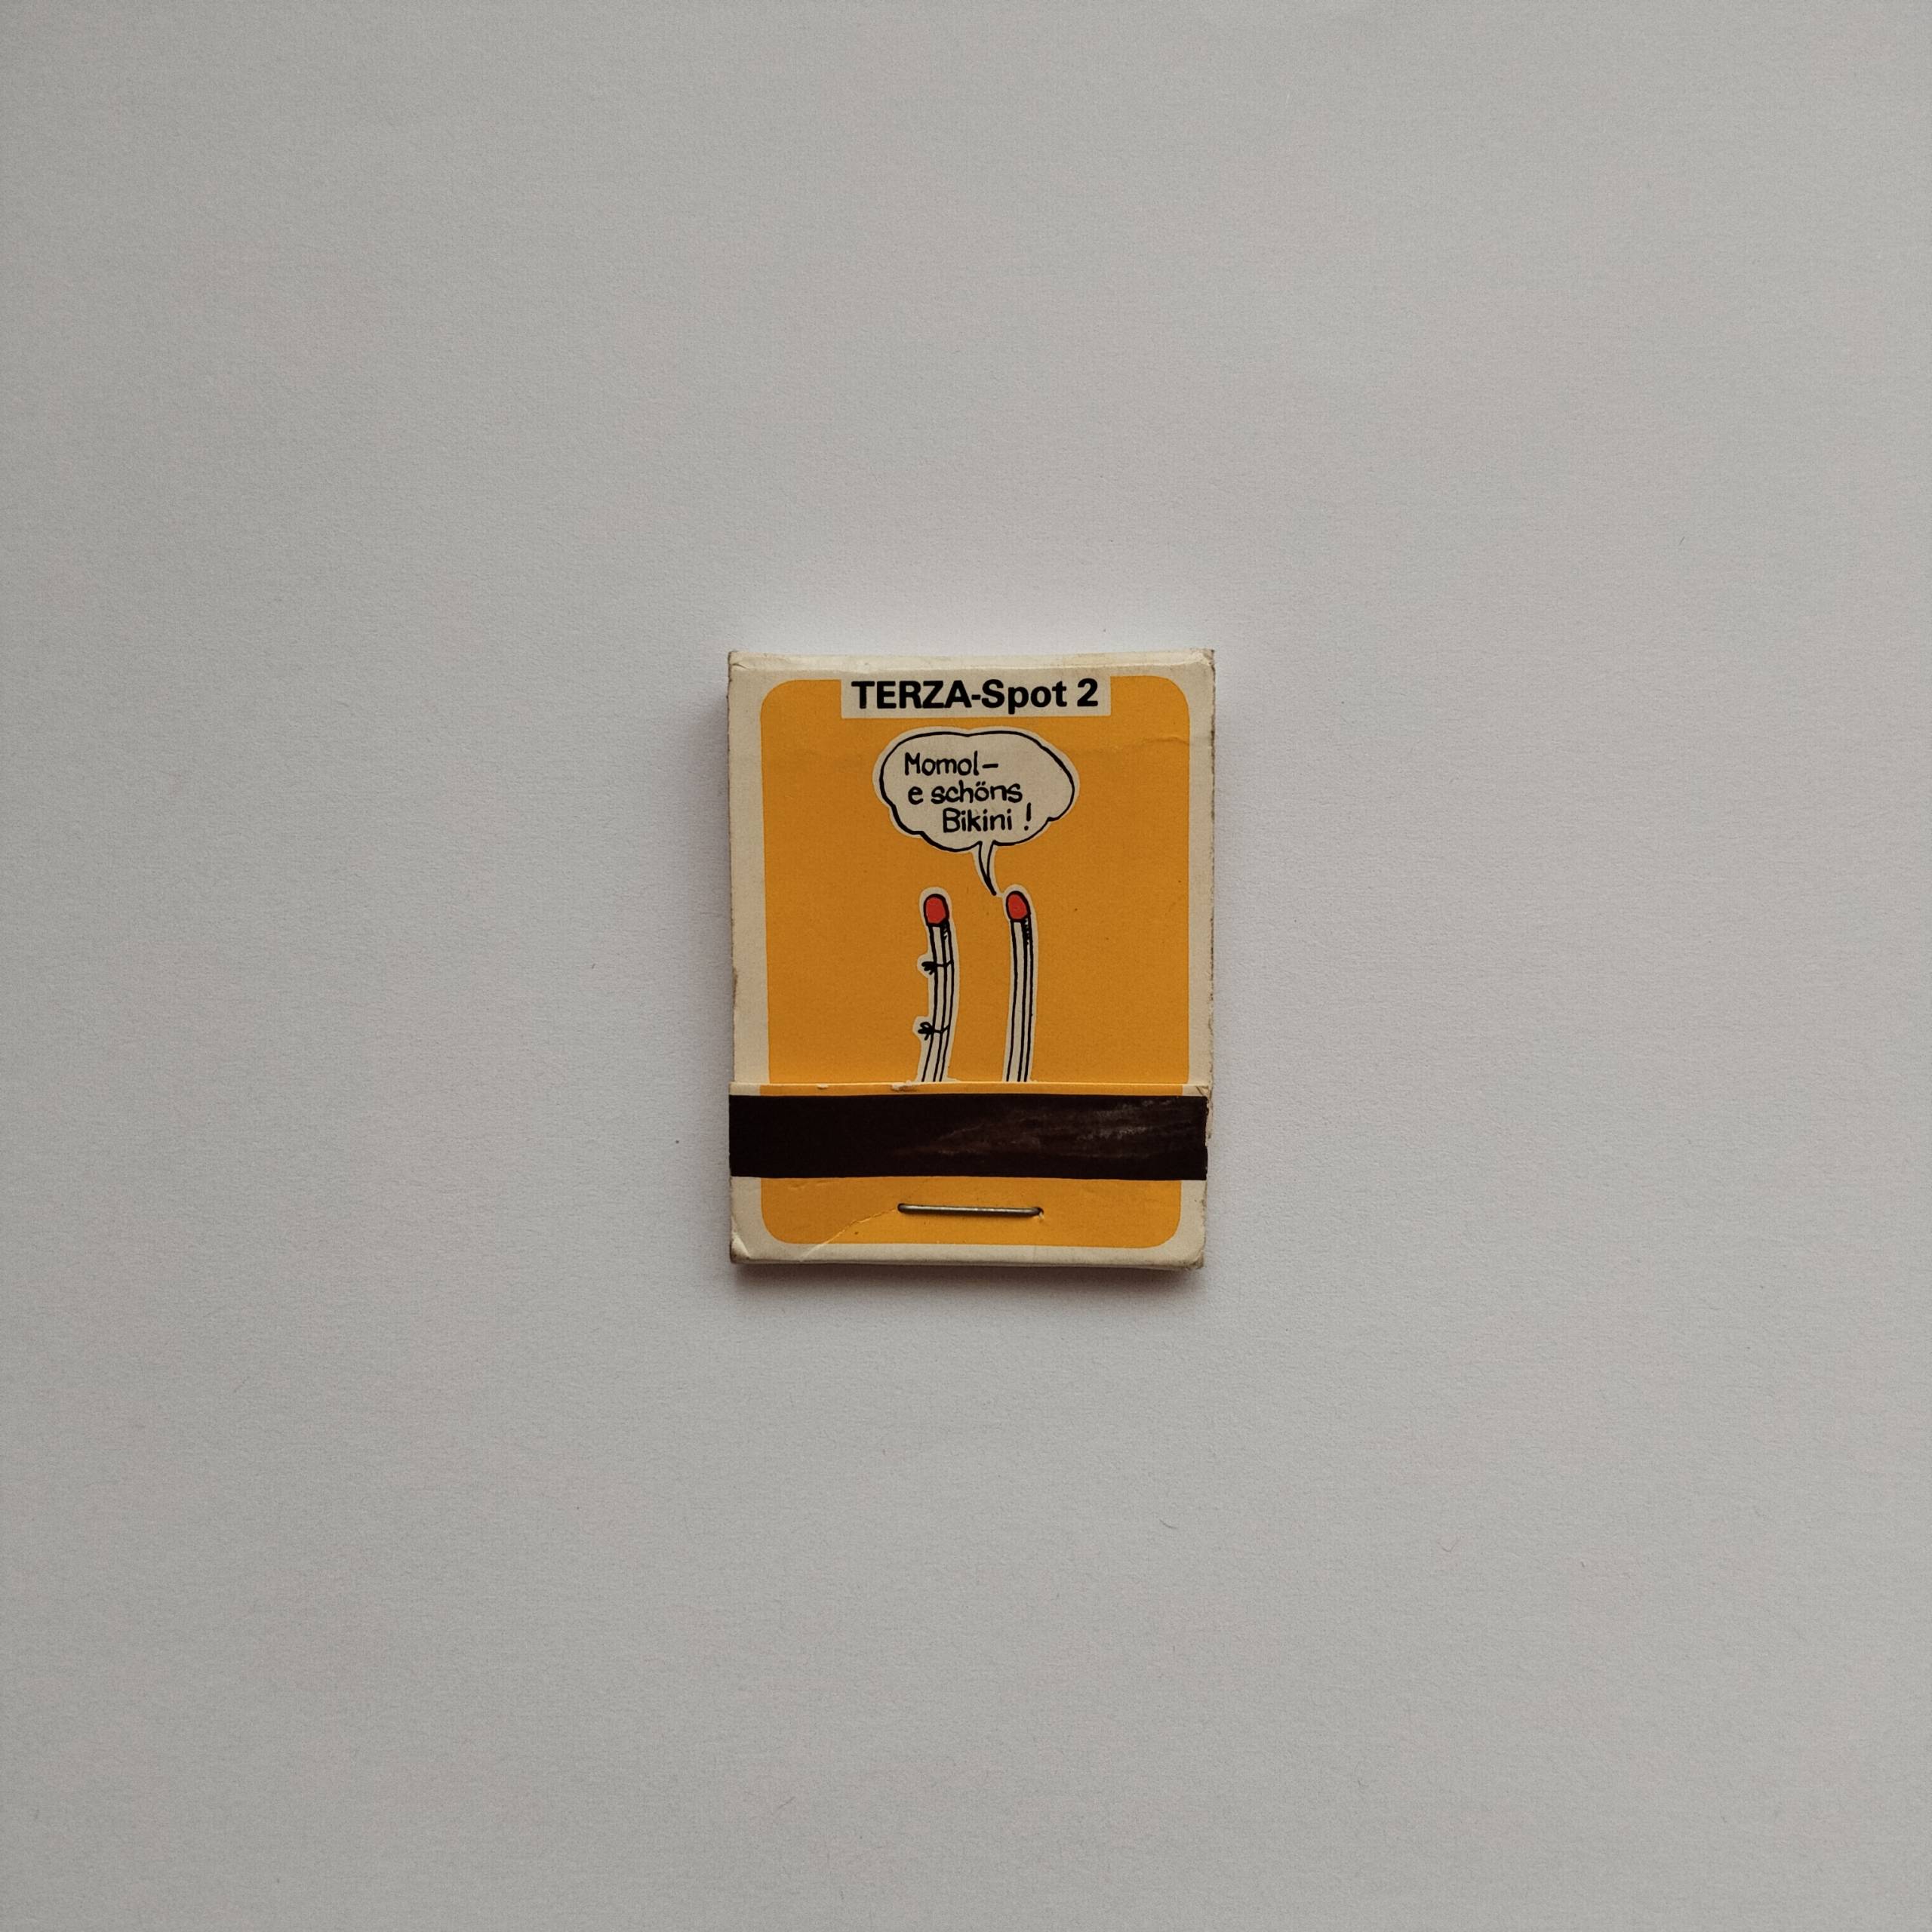 TERZA-Spot 2
Momol-
e schöns
Bikini !